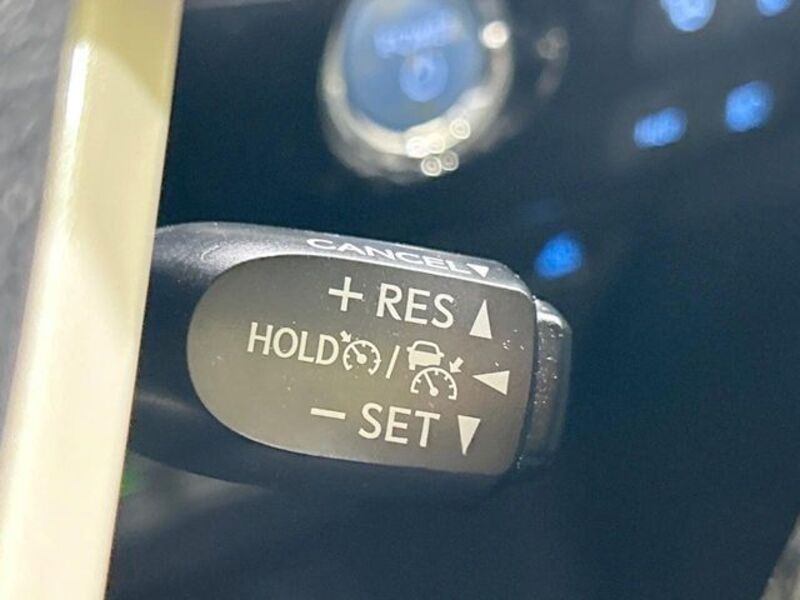 CANCEL▼
+ RES ▲
HOLD / ◀
− SET ▼